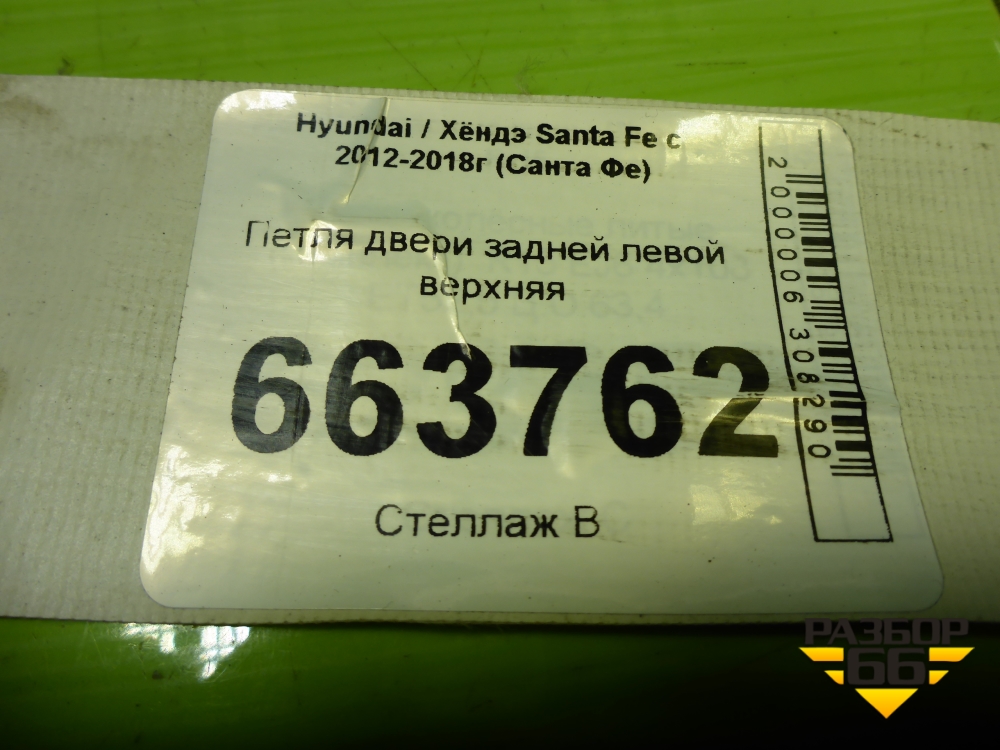 Hyundai / Хёндэ Santa Fe с
2012-2018г (Санта Фе)
Петля двери задней левой
верхняя
663762
Стеллаж В
2000006308290
РАЗБОР
66